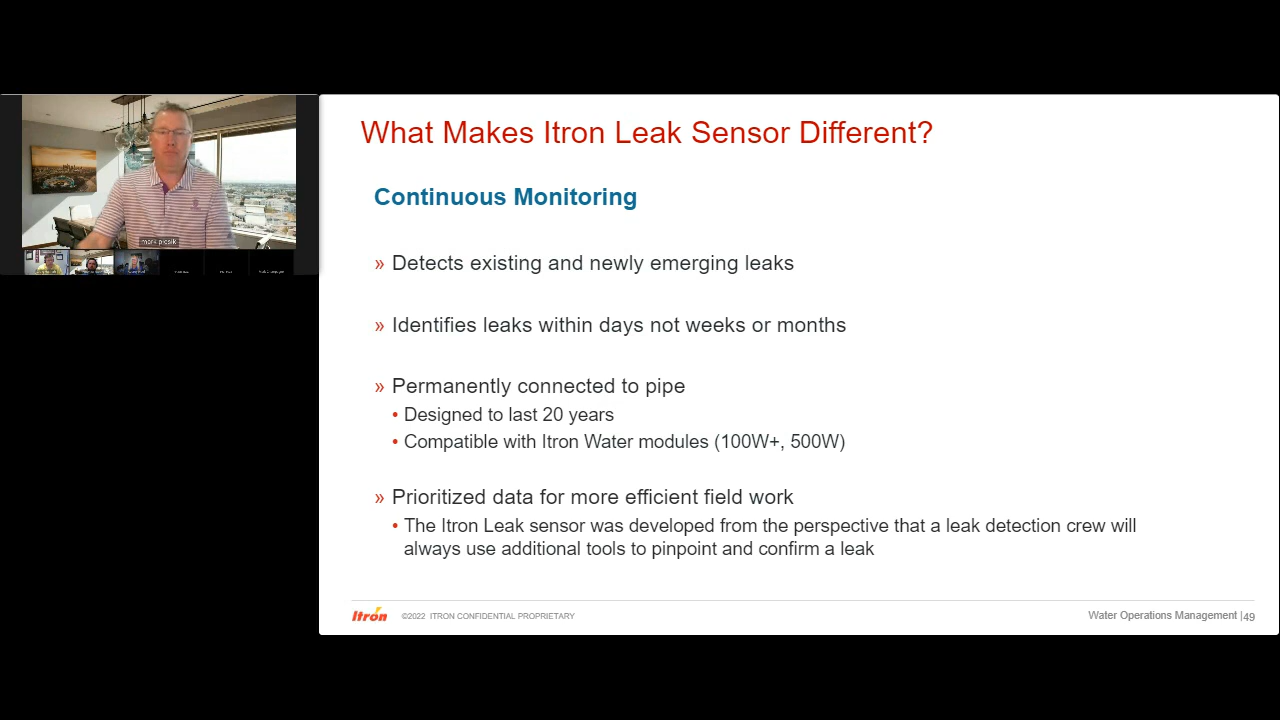 What Makes Itron Leak Sensor Different?
Continuous Monitoring
» Detects existing and newly emerging leaks
» Identifies leaks within days not weeks or months
» Permanently connected to pipe
• Designed to last 20 years
• Compatible with Itron Water modules (100W+, 500W)
» Prioritized data for more efficient field work
• The Itron Leak sensor was developed from the perspective that a leak detection crew will
always use additional tools to pinpoint and confirm a leak
Itrón
©2022 ITRON CONFIDENTIAL PROPRIETARY
Water Operations Management |49